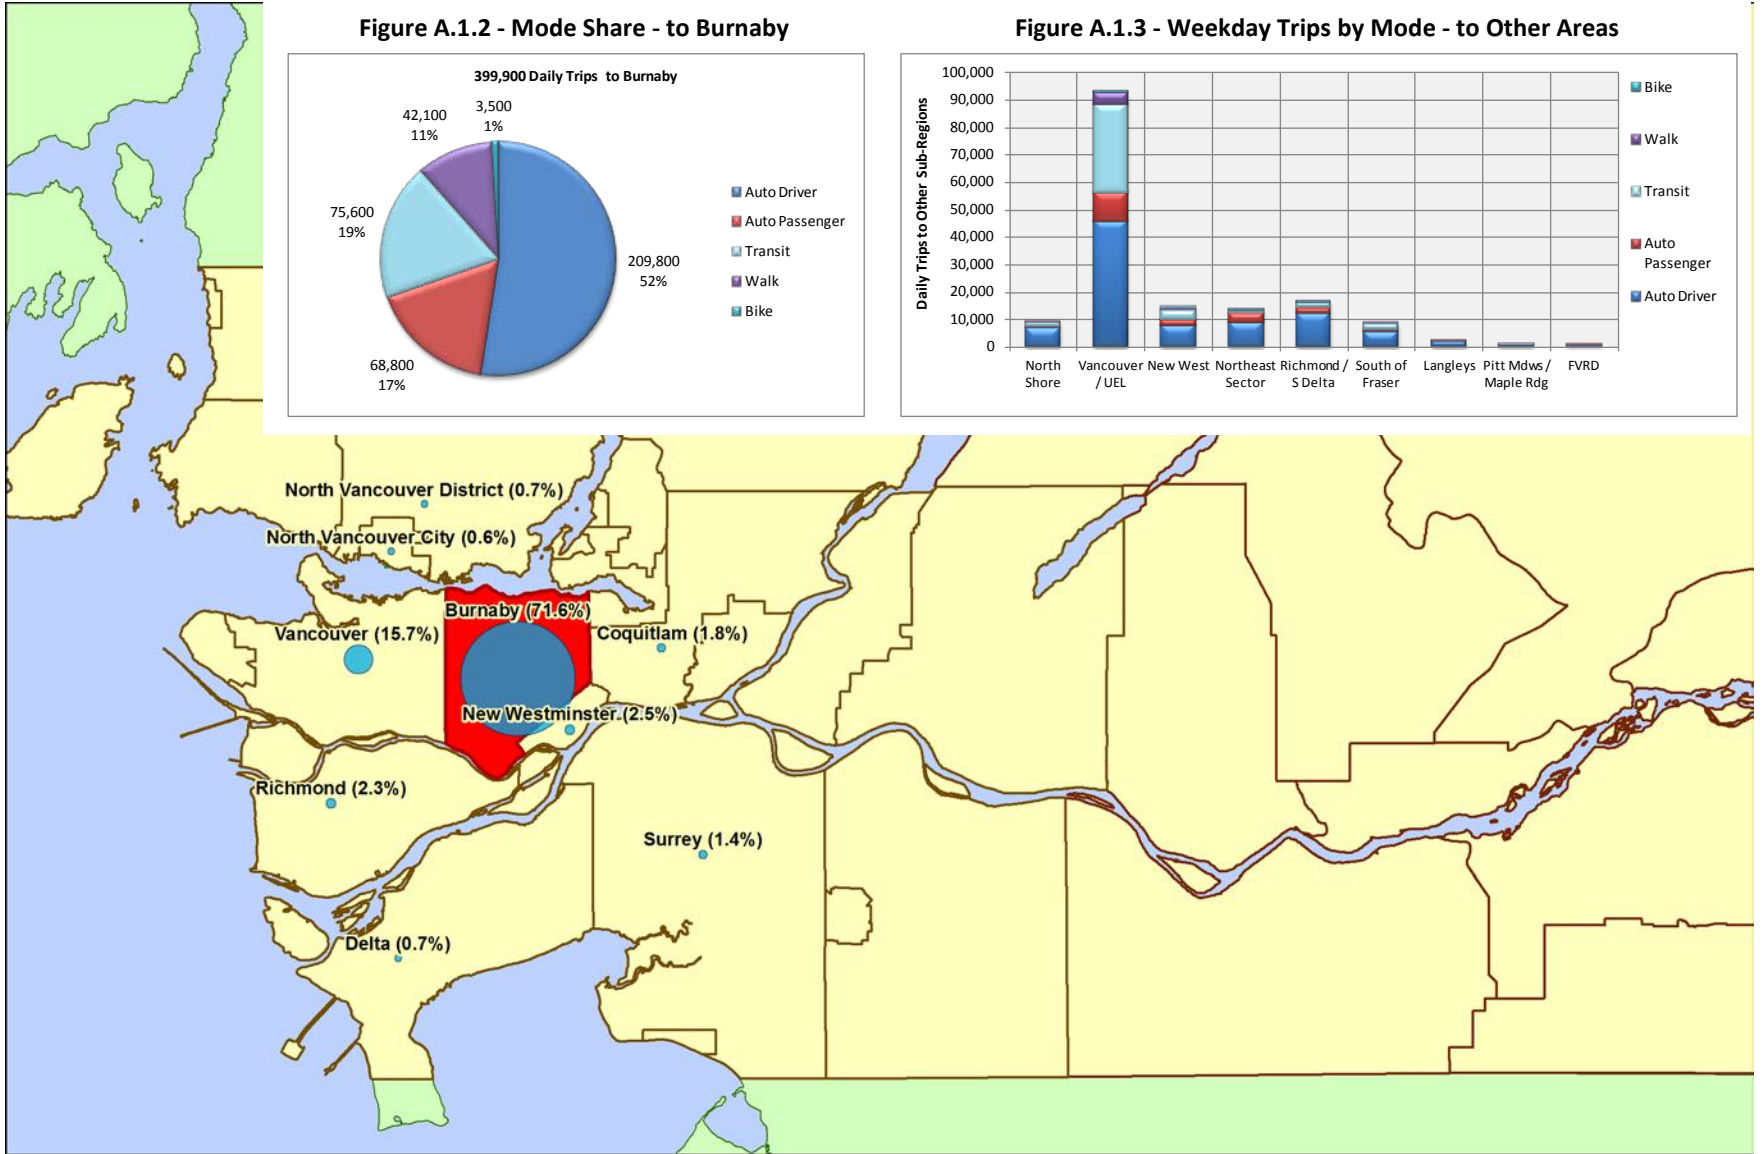 Figure A.1.2 - Mode Share - to Burnaby
399,900 Daily Trips to Burnaby
3,500
1%
42,100
11%
75,600
19%
68,800
17%
209,800
52%
Auto Driver
Auto Passenger
Transit
Walk
Bike
Figure A.1.3 - Weekday Trips by Mode - to Other Areas
Daily Trips to Other Sub-Regions
100,000
90,000
80,000
70,000
60,000
50,000
40,000
30,000
20,000
10,000
0
North
Shore
Vancouver
/ UEL
New West
Northeast
Sector
Richmond /
S Delta
South of
Fraser
Langleys
Pitt Mdws /
Maple Rdg
FVRD
Bike
Walk
Transit
Auto
Passenger
Auto Driver
North Vancouver District (0.7%)
North Vancouver City (0.6%)
Burnaby (71.6%)
Vancouver (15.7%)
Coquitlam (1.8%)
New Westminster (2.5%)
Richmond (2.3%)
Surrey (1.4%)
Delta (0.7%)